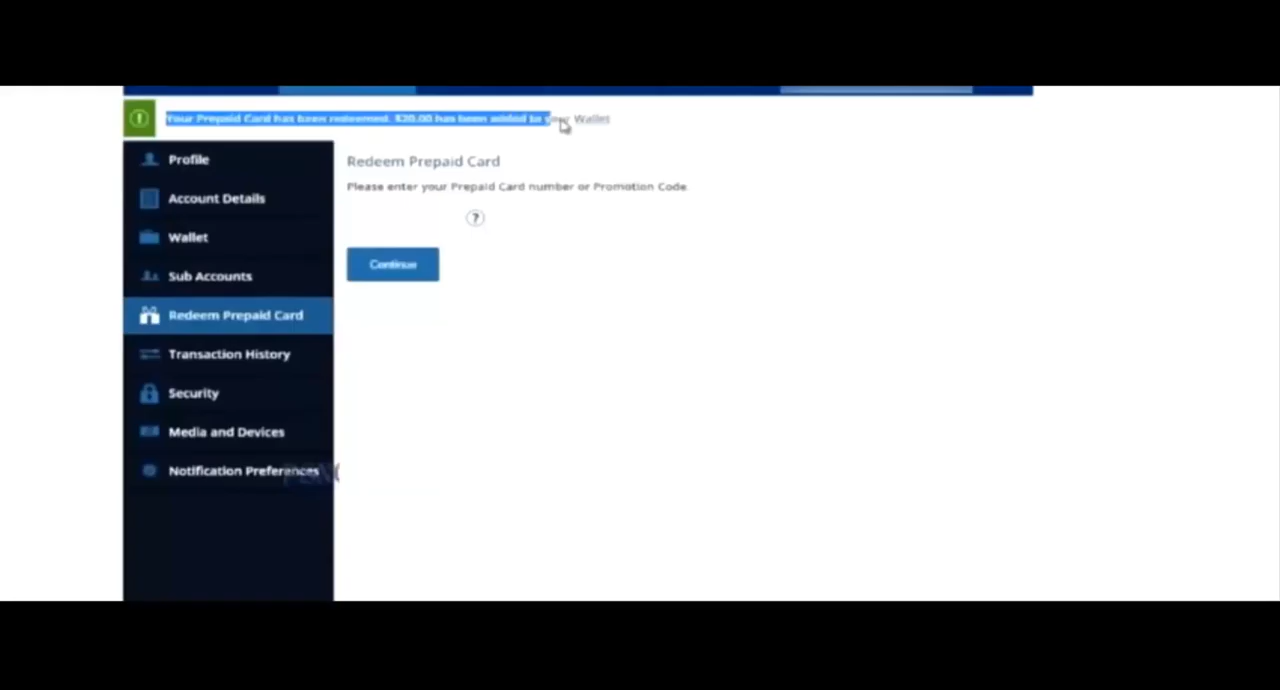 Your Prepaid Card has been redeemed. $20.00 has been added to your Wallet
Profile
Account Details
Wallet
Sub Accounts
Redeem Prepaid Card
Transaction History
Security
Media and Devices
Notification Preferences
Redeem Prepaid Card
Please enter your Prepaid Card number or Promotion Code.
?
Continue